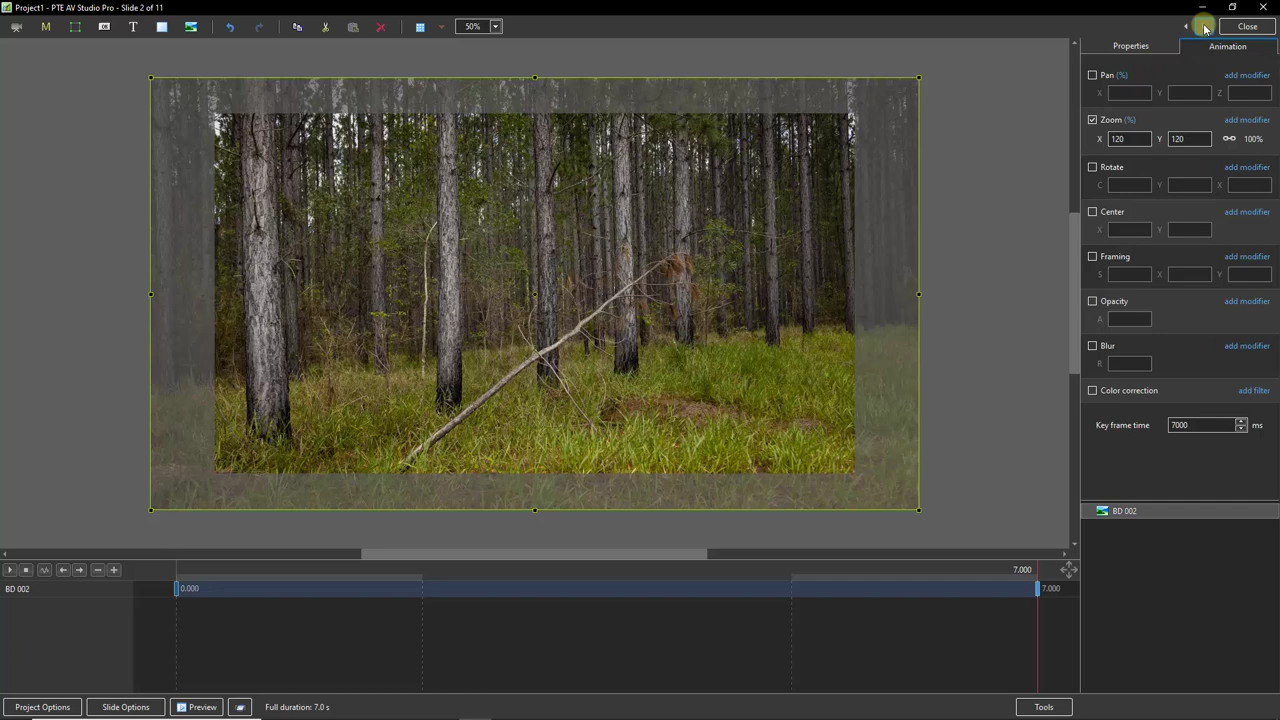 Project1 - PTE AV Studio Pro - Slide 2 of 11
M OK T 50% Close
Properties Animation
Pan (%) add modifier
X Y Z
Zoom (%) add modifier
X 120 Y 120 100%
Rotate add modifier
C Y X
Center add modifier
X Y
Framing add modifier
S X Y
Opacity add modifier
A
Blur add modifier
R
Color correction add filter
Key frame time 7000 ms
BD 002
7.000
BD 002 0.000 7.000
Project Options Slide Options Preview Full duration: 7.0 s Tools